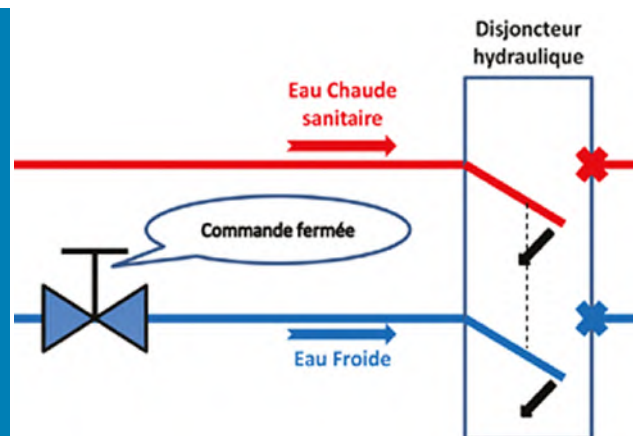 Disjoncteur
hydraulique
Eau Chaude
sanitaire
Commande fermée
Eau Froide